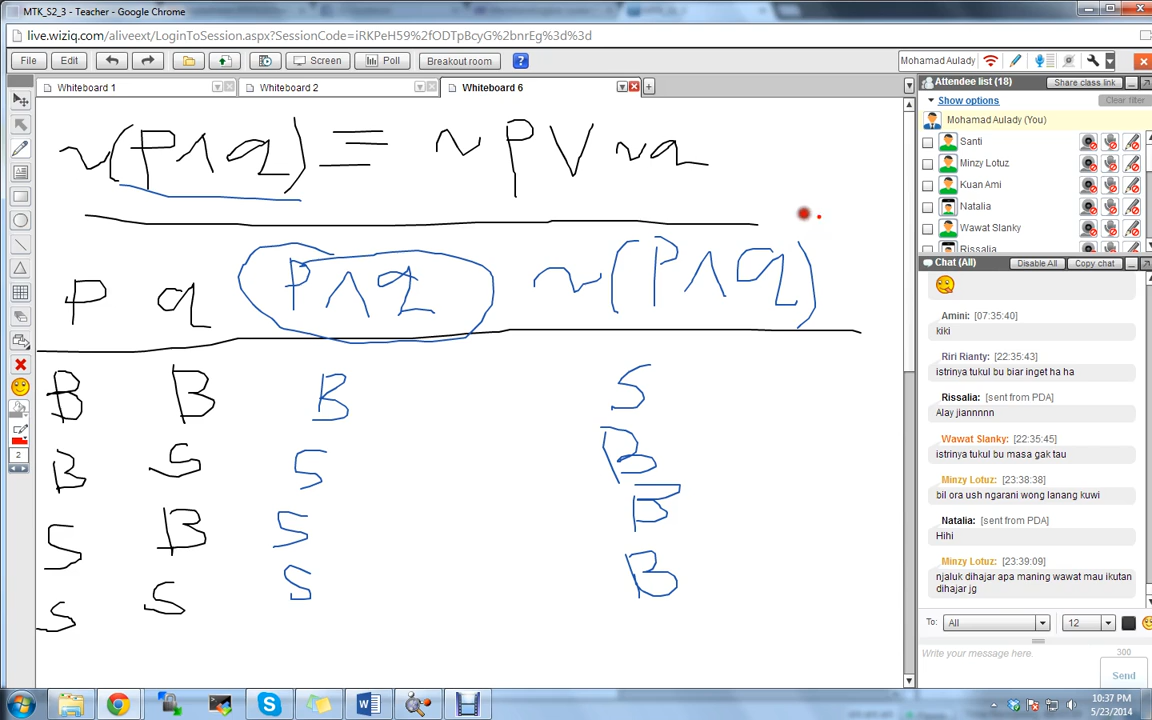 MTK_S2_3 - Teacher - Google Chrome
live.wiziq.com/aliveext/LoginToSession.aspx?SessionCode=iRKPeH59%2fODTpBcyG%2bnrEg%3d%3d
File Edit Screen Poll Breakout room ? Mohamad Aulady
Whiteboard 1 Whiteboard 2 Whiteboard 6
~(P∧q) ≡ ~P∨~q
P q P∧q ~(P∧q)
B B B S
B S S B
S B S B
S S S B
2
Attendee list (18) Share class link
Show options Clear filter
Mohamad Aulady (You)
Santi
Minzy Lotuz
Kuan Ami
Natalia
Wawat Slanky
Rissalia
Chat (All) Disable All Copy chat
Amini: [07:35:40]
kiki
Riri Rianty: [22:35:43]
istrinya tukul bu biar inget ha ha
Rissalia: [sent from PDA]
Alay jiannnnn
Wawat Slanky: [22:35:45]
istrinya tukul bu masa gak tau
Minzy Lotuz: [23:38:38]
bil ora ush ngarani wong lanang kuwi
Natalia: [sent from PDA]
Hihi
Minzy Lotuz: [23:39:09]
njaluk dihajar apa maning wawat mau ikutan
dihajar jg
To: All 12
Write your message here. 300
Send
10:37 PM
5/23/2014